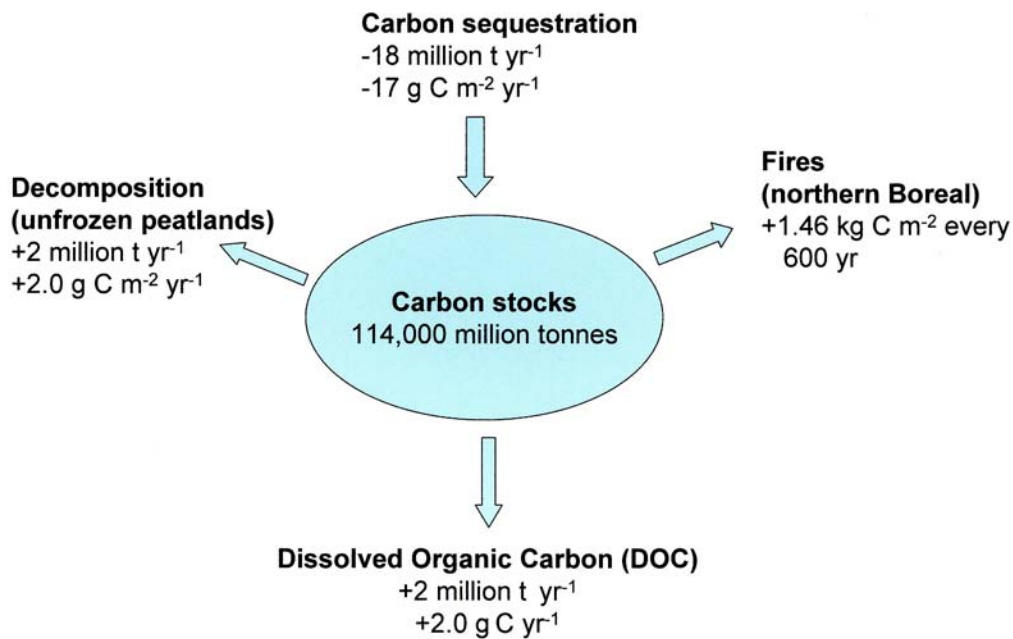 Carbon sequestration
-18 million t yr⁻¹
-17 g C m⁻² yr⁻¹
Decomposition
(unfrozen peatlands)
+2 million t yr⁻¹
+2.0 g C m⁻² yr⁻¹
Fires
(northern Boreal)
+1.46 kg C m⁻² every
600 yr
Carbon stocks
114,000 million tonnes
Dissolved Organic Carbon (DOC)
+2 million t yr⁻¹
+2.0 g C yr⁻¹